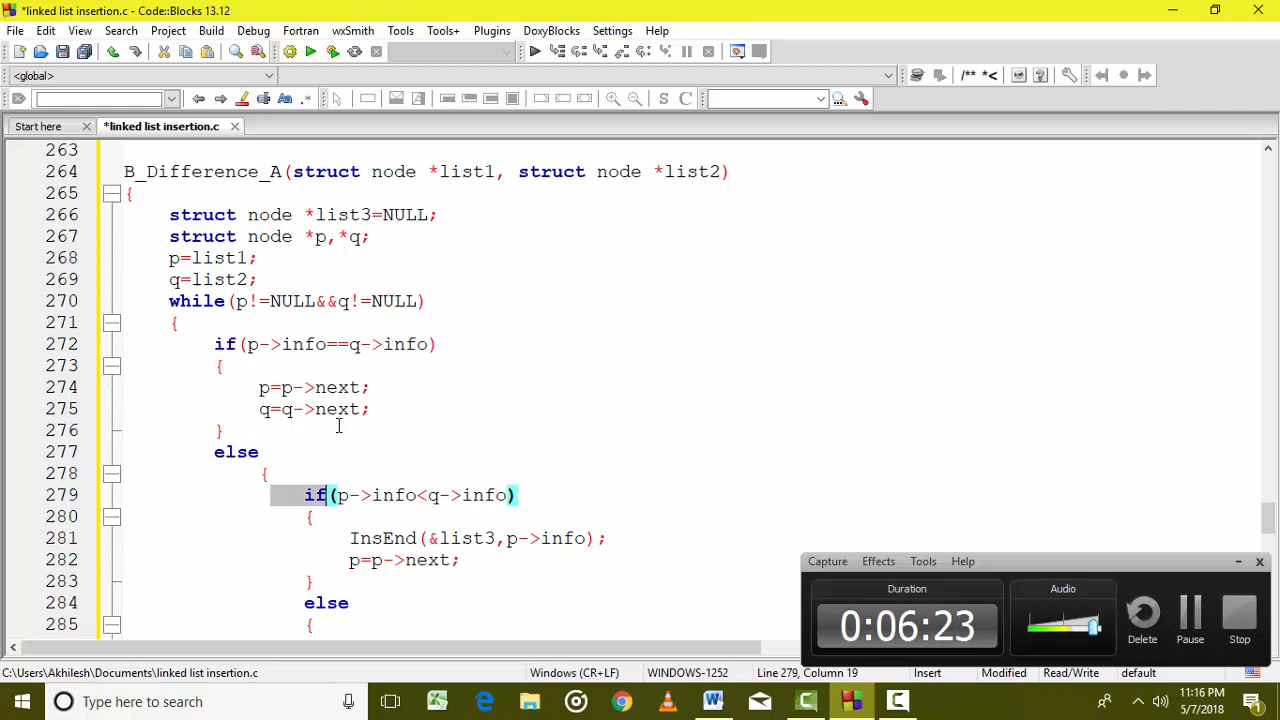 *linked list insertion.c - Code::Blocks 13.12
File Edit View Search Project Build Debug Fortran wxSmith Tools Tools+ Plugins DoxyBlocks Settings Help
<global>
/** *<
S C
Start here *linked list insertion.c
263
264 B_Difference_A(struct node *list1, struct node *list2)
265 {
266 struct node *list3=NULL;
267 struct node *p,*q;
268 p=list1;
269 q=list2;
270 while(p!=NULL&&q!=NULL)
271 {
272 if(p->info==q->info)
273 {
274 p=p->next;
275 q=q->next;
276 }
277 else
278 {
279 if(p->info<q->info)
280 {
281 InsEnd(&list3,p->info);
282 p=p->next;
283 }
284 else
285 {
Capture Effects Tools Help
Duration Audio
0:06:23
Delete Pause Stop
C:\Users\Akhilesh\Documents\linked list insertion.c Windows (CR+LF) WINDOWS-1252 Line 279, Column 19 Insert Modified Read/Write default
Type here to search
11:16 PM
5/7/2018